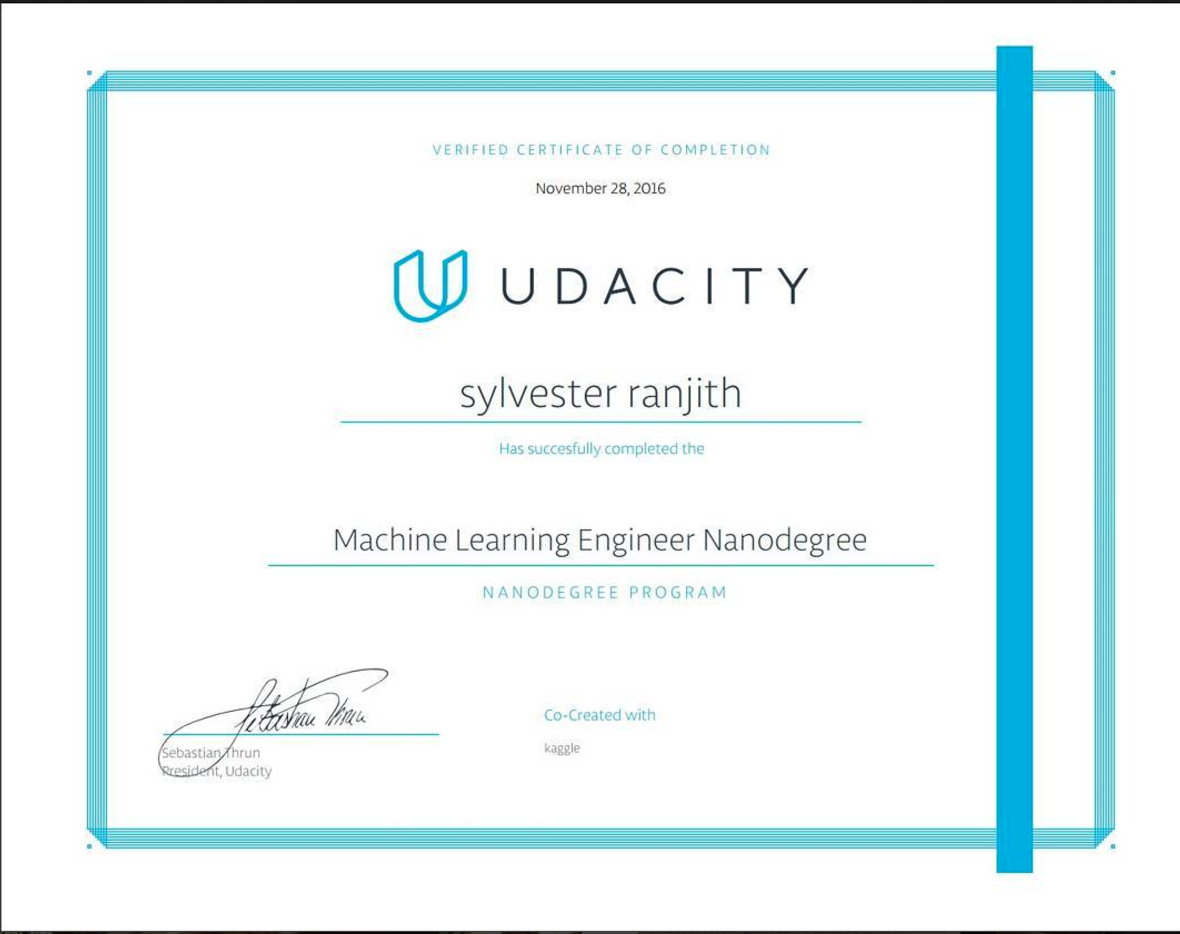 VERIFIED CERTIFICATE OF COMPLETION
November 28, 2016
UDACITY
sylvester ranjith
Has succesfully completed the
Machine Learning Engineer Nanodegree
NANODEGREE PROGRAM
Sebastian Thrun
Sebastian Thrun
President, Udacity
Co-Created with
kaggle